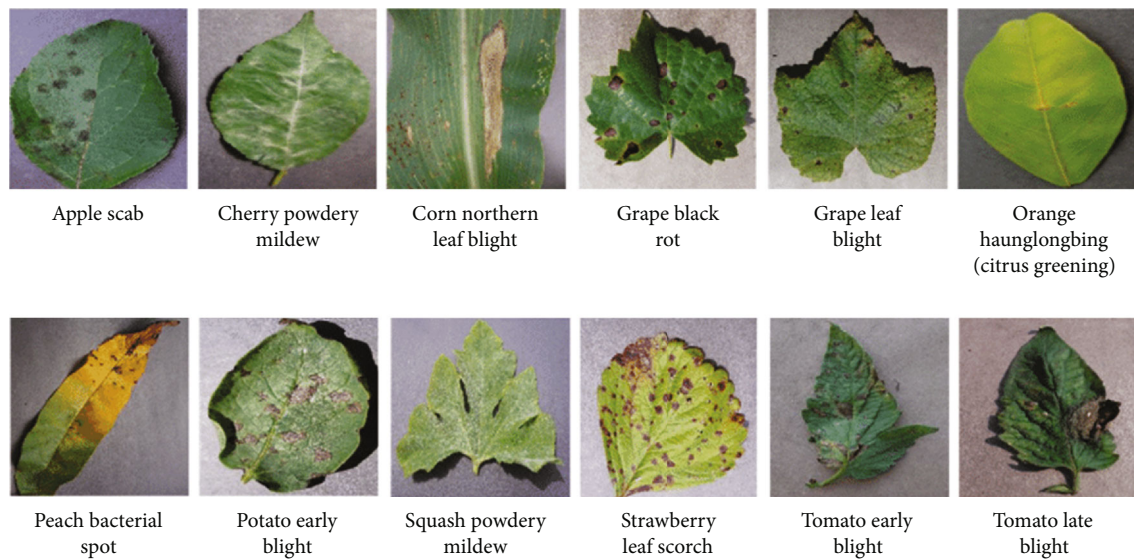 Apple scab
Cherry powdery
mildew
Corn northern
leaf blight
Grape black
rot
Grape leaf
blight
Orange
haunglongbing
(citrus greening)
Peach bacterial
spot
Potato early
blight
Squash powdery
mildew
Strawberry
leaf scorch
Tomato early
blight
Tomato late
blight